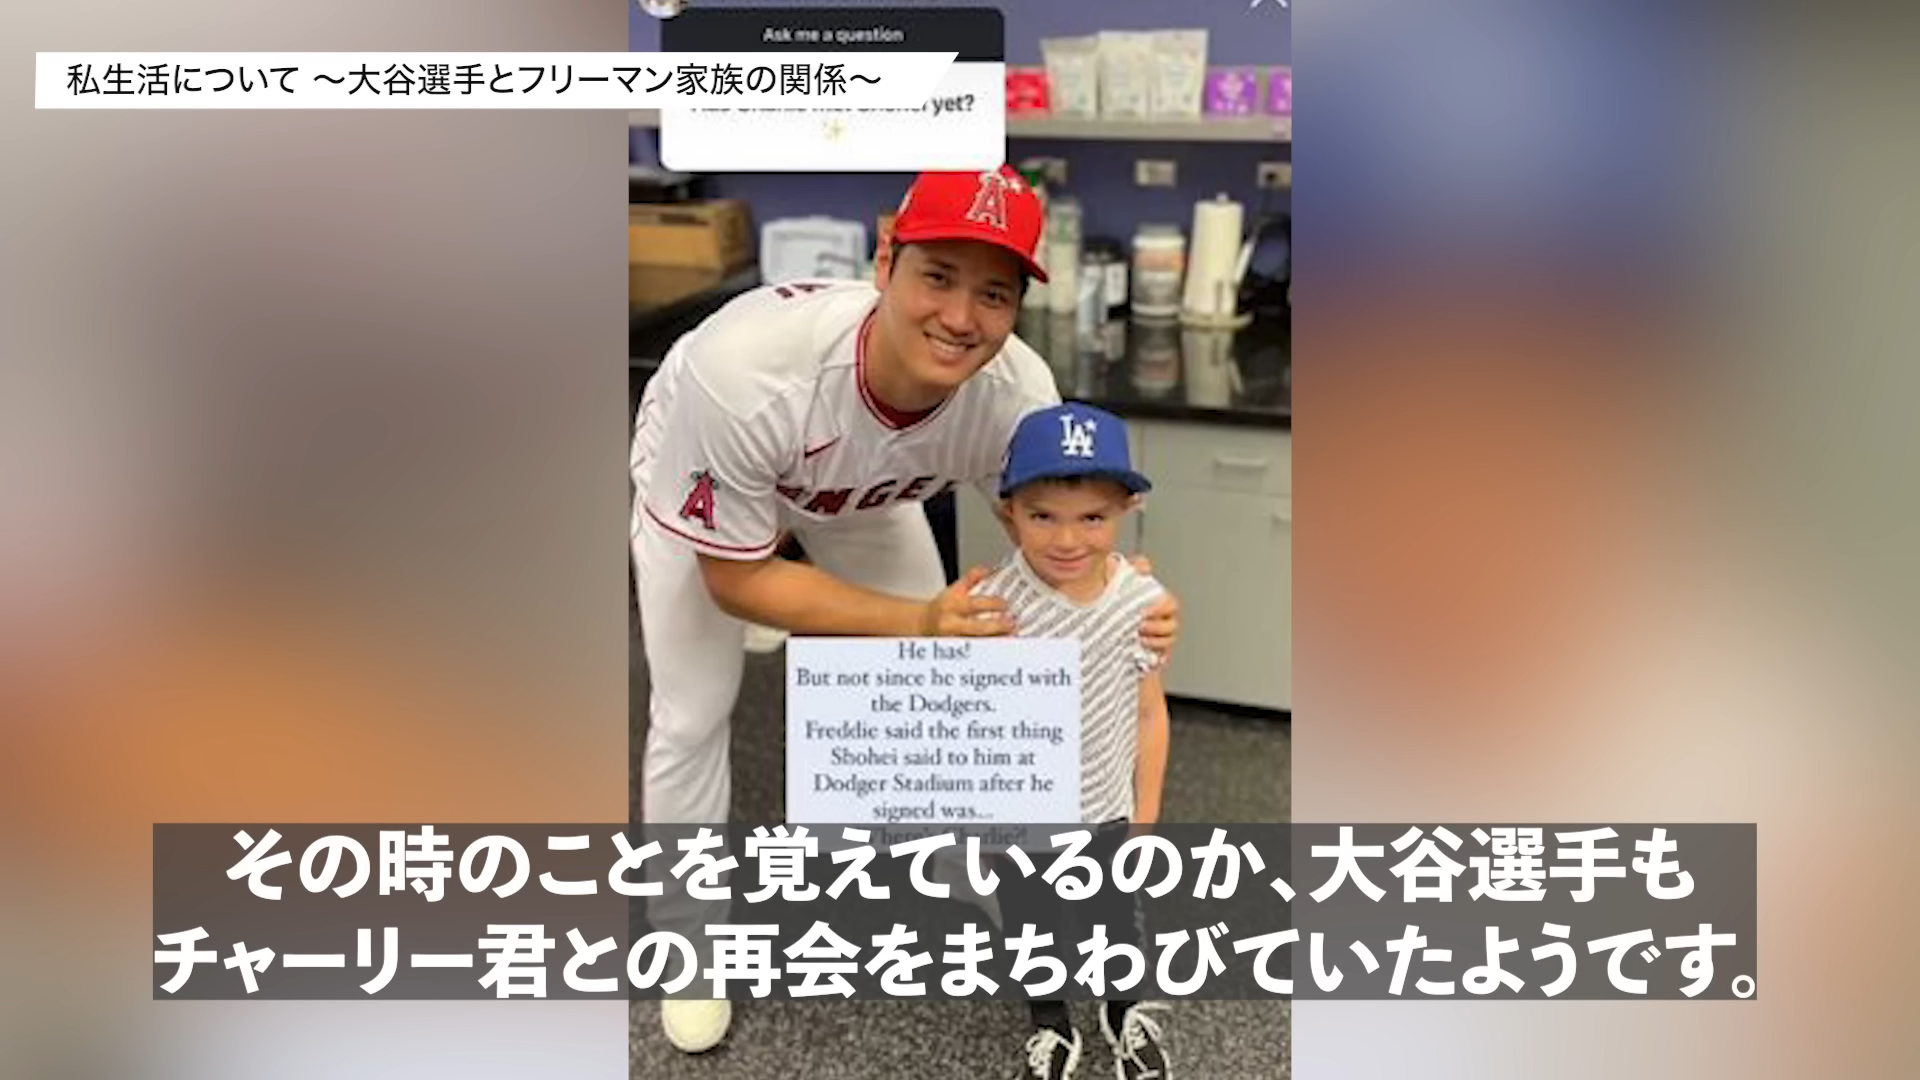 Ask me a question
私生活について ～大谷選手とフリーマン家族の関係～
yet?
A
LA
A
ANGE
He has!
But not since he signed with
the Dodgers.
Freddie said the first thing
Shohei said to him at
Dodger Stadium after he
signed was...
Where's Charlie?!
その時のことを覚えているのか、大谷選手も
チャーリー君との再会をまちわびていたようです。